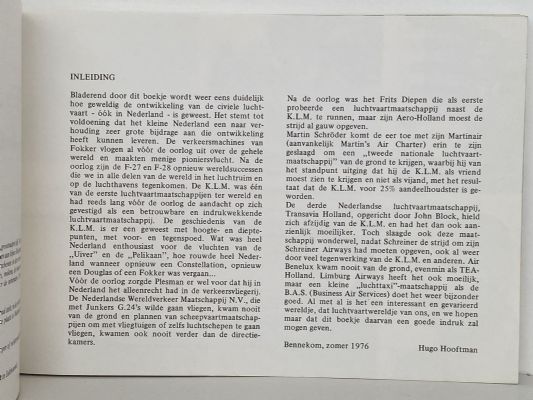 INLEIDING
Bladerend door dit boekje wordt weer eens duidelijk
hoe geweldig de ontwikkeling van de civiele lucht-
vaart - óók in Nederland - is geweest. Het stemt tot
voldoening dat het kleine Nederland een naar ver-
houding zeer grote bijdrage aan die ontwikkeling
heeft kunnen leveren. De verkeersmachines van
Fokker vlogen al vóór de oorlog uit over de gehele
wereld en maakten menige pioniersvlucht. Na de
oorlog zijn de F-27 en F-28 opnieuw wereldsuccessen
die we in alle delen van de wereld in het luchtruim en
op de luchthavens tegenkomen. De K.L.M. was één
van de eerste luchtvaartmaatschappijen ter wereld en
had reeds lang vóór de oorlog de aandacht op zich
gevestigd als een betrouwbare en indrukwekkende
luchtvaartmaatschappij. De geschiedenis van de
K.L.M. is er een geweest met hoogte- en diepte-
punten, met voor- en tegenspoed. Wat was heel
Nederland enthousiast voor de vluchten van de
„Uiver” en de „Pelikaan”, hoe rouwde heel Neder-
land wanneer opnieuw een Constellation, opnieuw
een Douglas of een Fokker was vergaan...
Vóór de oorlog zorgde Plesman er wel voor dat hij in
Nederland het alleenrecht had in de verkeersvliegerij.
De Nederlandse Wereldverkeer Maatschappij N.V., die
met Junkers G.24's wilde gaan vliegen, kwam nooit
van de grond en plannen van scheepvaartmaatschap-
pijen om met vliegtuigen of zelfs luchtschepen te gaan
vliegen, kwamen ook nooit verder dan de directie-
kamers.
Na de oorlog was het Frits Diepen die als eerste
probeerde een luchtvaartmaatschappij naast de
K.L.M. te runnen, maar zijn Aero-Holland moest de
strijd al gauw opgeven.
Martin Schröder komt de eer toe met zijn Martinair
(aanvankelijk Martin's Air Charter) erin te zijn
geslaagd om een „tweede nationale luchtvaart-
maatschappij” van de grond te krijgen, waarbij hij van
het standpunt uitging dat hij de K.L.M. als vriend
moest zien te krijgen en niet als vijand, met het resul-
taat dat de K.L.M. voor 25% aandeelhoudster is ge-
worden.
De derde Nederlandse luchtvaartmaatschappij,
Transavia Holland, opgericht door John Block, hield
zich afzijdig van de K.L.M. en had het dan ook aan-
zienlijk moeilijker. Toch slaagde ook deze maat-
schappij wonderwel, nadat Schreiner de strijd om zijn
Schreiner Airways had moeten opgeven, ook al weer
door veel tegenwerking van de K.L.M. en anderen. Air
Benelux kwam nooit van de grond, evenmin als TEA-
Holland. Limburg Airways heeft het ook moeilijk,
maar een kleine „luchttaxi”-maatschappij als de
B.A.S. (Business Air Services) doet het weer bijzonder
goed. Al met al is het een interessant en gevarieerd
wereldje, dat luchtvaartwereldje van ons, en we hopen
maar dat dit boekje daarvan een goede indruk zal
mogen geven.
Bennekom, zomer 1976 Hugo Hooftman